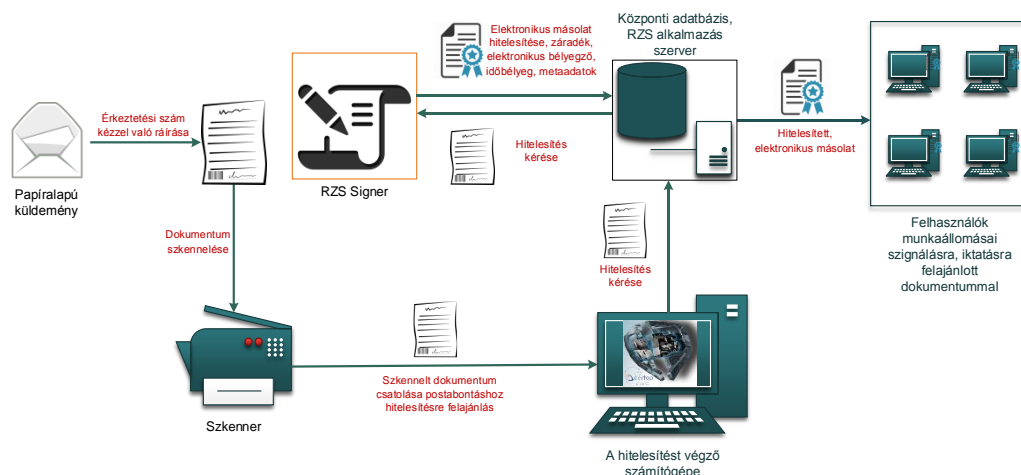 Papíralapú
küldemény
Érkeztetési szám
kézzel való ráírása
Dokumentum
szkennelése
Szkenner
Szkennelt dokumentum
csatolása postabontáshoz
hitelesítésre felajánlás
A hitelesítést végző
számítógépe
Hitelesítés
kérése
RZS Signer
Hitelesítés
kérése
Elektronikus másolat
hitelesítése, záradék,
elektronikus bélyegző,
időbélyeg, metaadatok
Központi adatbázis,
RZS alkalmazás
szerver
Hitelesített,
elektronikus másolat
Felhasználók
munkaállomásai
szignálásra, iktatásra
felajánlott
dokumentummal